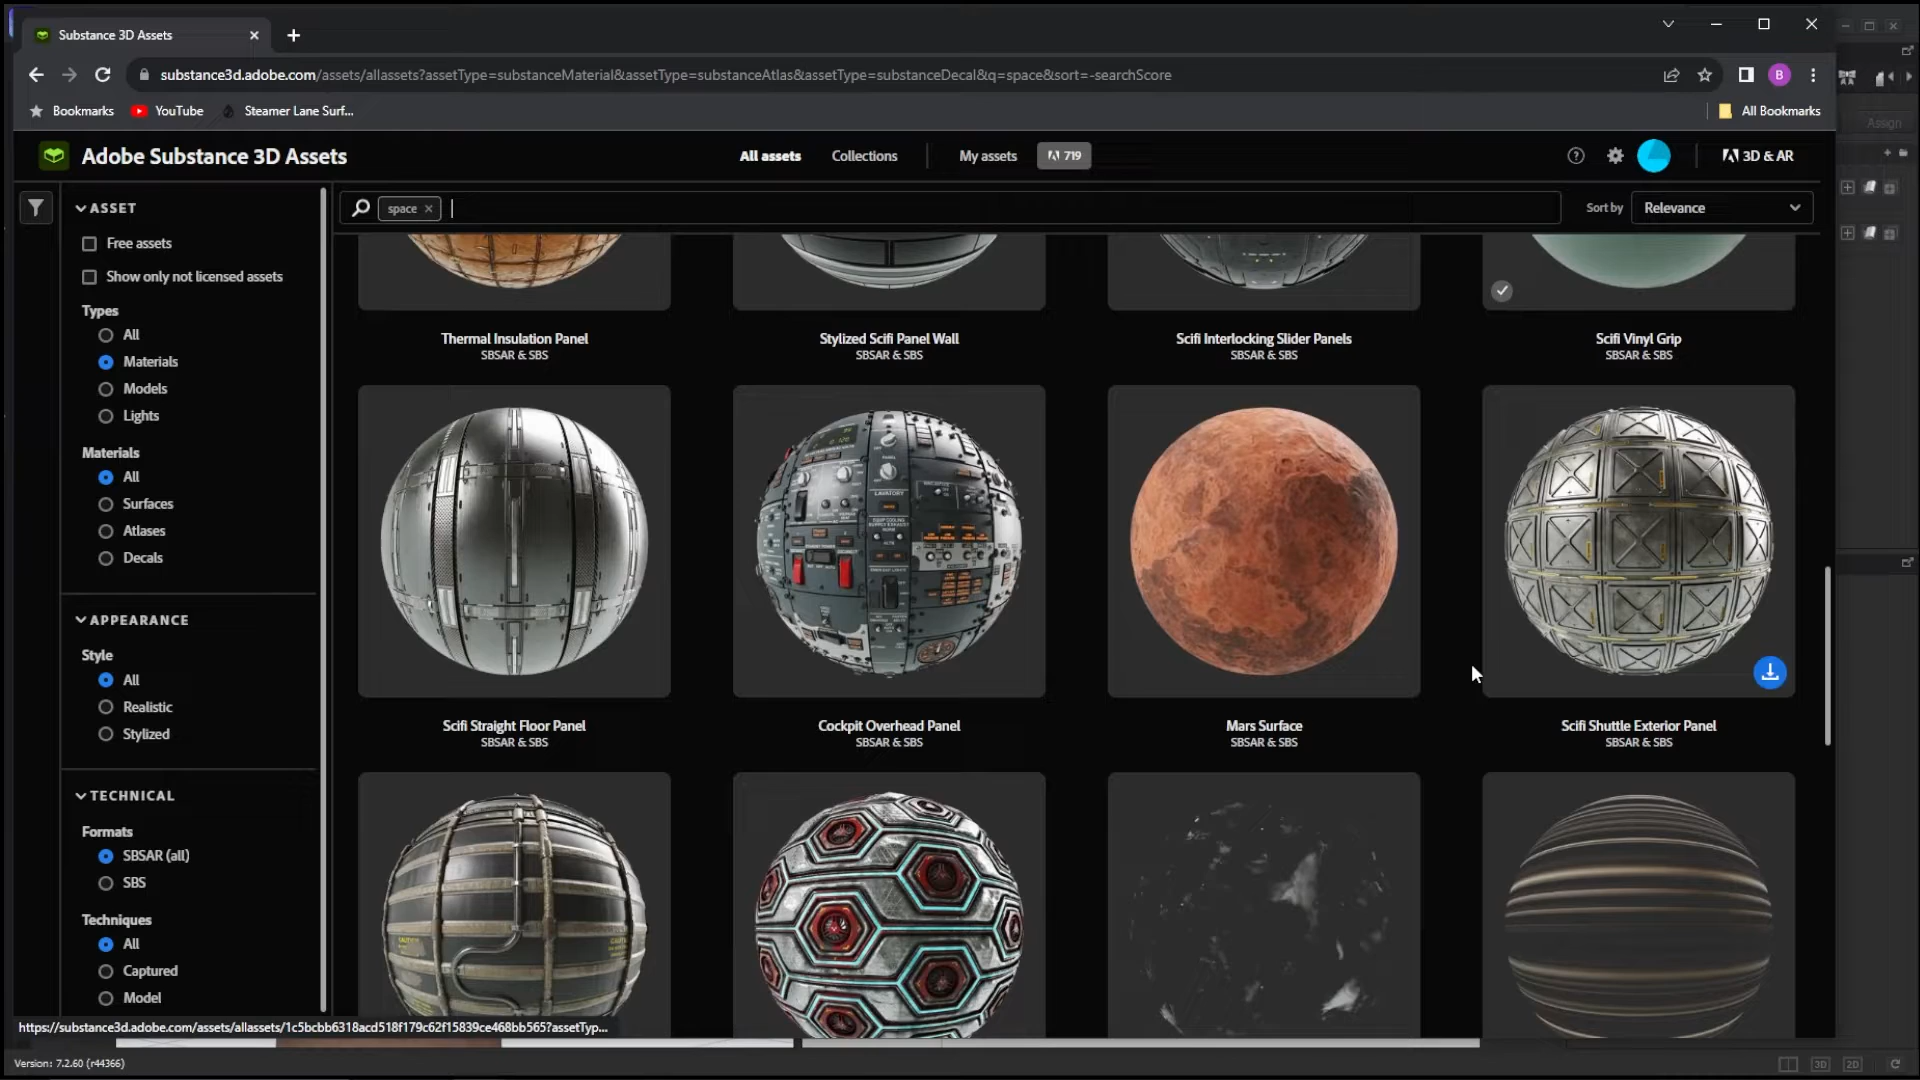 Substance 3D Assets
substance3d.adobe.com/assets/allassets?assetType=substanceMaterial&assetType=substanceAtlas&assetType=substanceDecal&q=space&sort=-searchScore
B
Bookmarks
YouTube
Steamer Lane Surf...
All Bookmarks
Assign
Adobe Substance 3D Assets
All assets
Collections
My assets
719
3D & AR
ASSET
space
Sort by
Relevance
Free assets
Show only not licensed assets
Types
All
Materials
Models
Lights
Materials
All
Surfaces
Atlases
Decals
APPEARANCE
Style
All
Realistic
Stylized
TECHNICAL
Formats
SBSAR (all)
SBS
Techniques
All
Captured
Model
Thermal Insulation Panel
SBSAR & SBS
Stylized Scifi Panel Wall
SBSAR & SBS
Scifi Interlocking Slider Panels
SBSAR & SBS
Scifi Vinyl Grip
SBSAR & SBS
LAVATORY
Scifi Straight Floor Panel
SBSAR & SBS
Cockpit Overhead Panel
SBSAR & SBS
Mars Surface
SBSAR & SBS
Scifi Shuttle Exterior Panel
SBSAR & SBS
https://substance3d.adobe.com/assets/allassets/1c5bcbb6318acd518f179c62f15839ce468bb565?assetTyp...
Version: 7.2.60 (r44366)
3D
2D